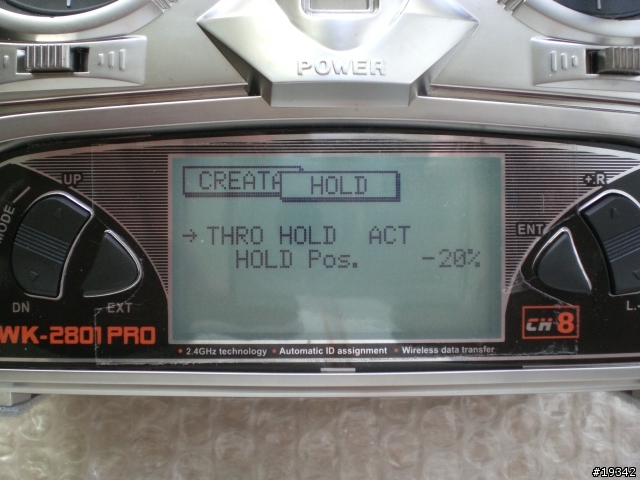 POWER
UP
MODE
DN
EXT
CREATA
HOLD
→ THRO HOLD ACT
HOLD Pos. -20%
+.R
ENT
WK-2801 PRO
CH 8
• 2.4GHz technology • Automatic ID assignment • Wireless data transfer
#19342